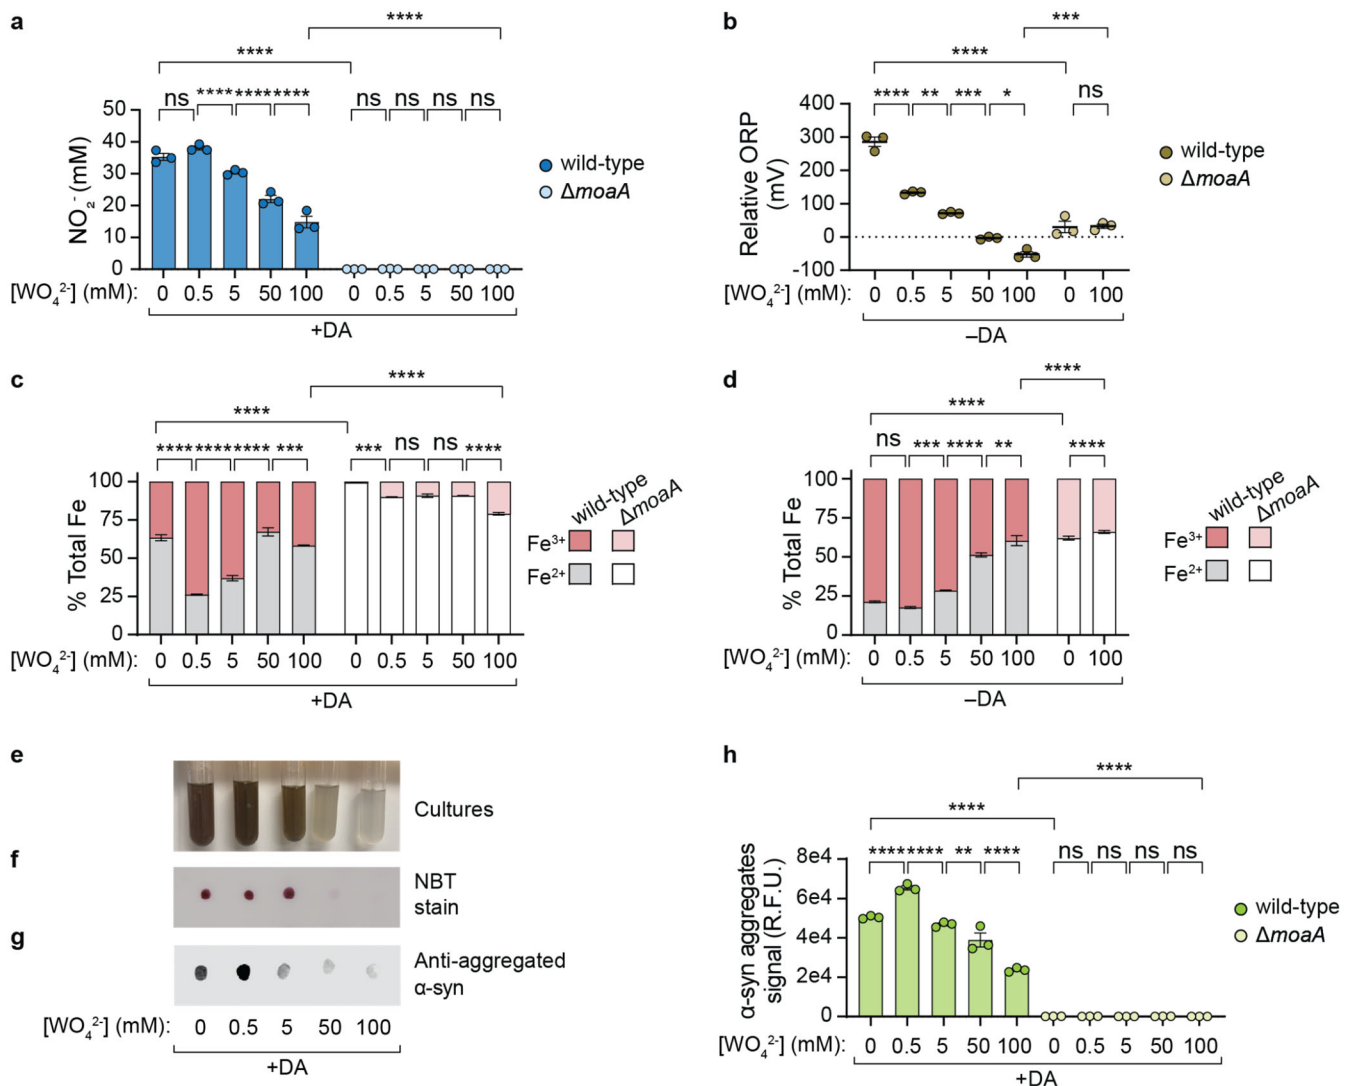 a
****
****
ns **** **** ****
ns ns ns ns
50
40
30
20
10
0
NO₂⁻ (mM)
wild-type
ΔmoaA
[WO₄²⁻] (mM): 0 0.5 5 50 100 0 0.5 5 50 100
+DA
b
***
****
**** ** *** *
ns
400
300
200
100
0
-100
Relative ORP
(mV)
wild-type
ΔmoaA
[WO₄²⁻] (mM): 0 0.5 5 50 100 0 100
–DA
c
****
****
**** **** **** ***
*** ns ns ****
100
75
50
25
0
% Total Fe
wild-type
ΔmoaA
Fe³⁺
Fe²⁺
[WO₄²⁻] (mM): 0 0.5 5 50 100 0 0.5 5 50 100
+DA
d
****
****
ns *** **** **
****
100
75
50
25
0
% Total Fe
wild-type
ΔmoaA
Fe³⁺
Fe²⁺
[WO₄²⁻] (mM): 0 0.5 5 50 100 0 100
–DA
e
Cultures
f
NBT
stain
g
Anti-aggregated
α-syn
[WO₄²⁻] (mM): 0 0.5 5 50 100
+DA
h
****
****
**** **** ** ****
ns ns ns ns
8e4
6e4
4e4
2e4
0
α-syn aggregates
signal (R.F.U.)
wild-type
ΔmoaA
[WO₄²⁻] (mM): 0 0.5 5 50 100 0 0.5 5 50 100
+DA